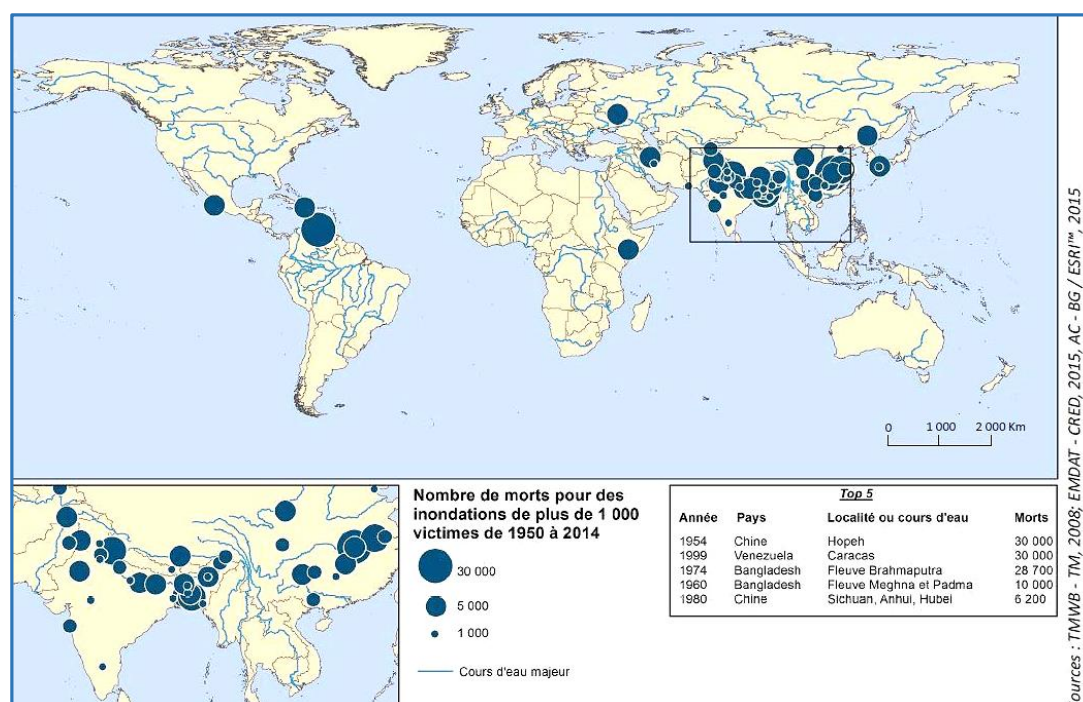 0 1 000 2 000 Km
Nombre de morts pour des
inondations de plus de 1 000
victimes de 1950 à 2014
30 000
5 000
1 000
Cours d'eau majeur
Top 5
Année Pays Localité ou cours d'eau Morts
1954 Chine Hopeh 30 000
1999 Venezuela Caracas 30 000
1974 Bangladesh Fleuve Brahmaputra 28 700
1960 Bangladesh Fleuve Meghna et Padma 10 000
1980 Chine Sichuan, Anhui, Hubei 6 200
ources : TMWB - TM, 2008; EMDAT - CRED, 2015, AC - BG / ESRI™, 2015